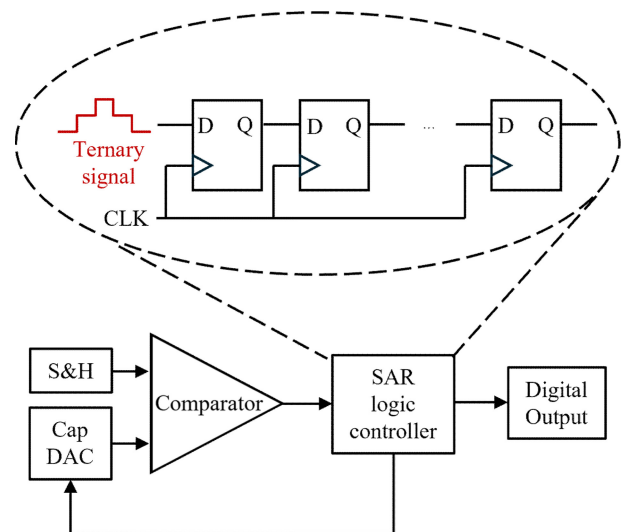 D Q
D Q
...
D Q
Ternary
signal
CLK
S&H
Cap
DAC
Comparator
SAR
logic
controller
Digital
Output